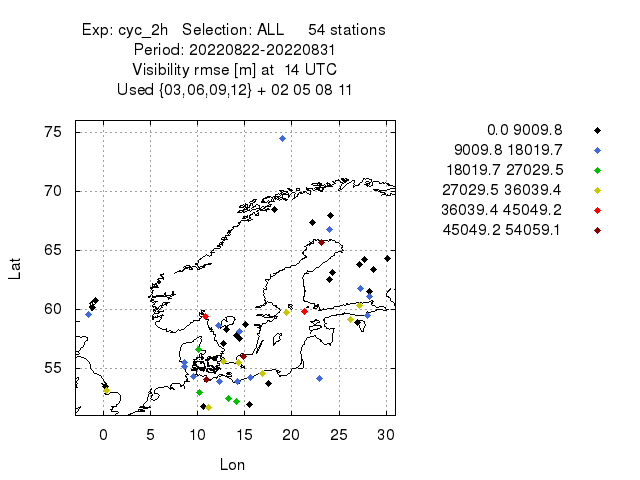 Exp: cyc_2h   Selection: ALL     54 stations
Period: 20220822-20220831
Visibility rmse [m] at  14 UTC
Used {03,06,09,12} + 02 05 08 11
0.0 9009.8
9009.8 18019.7
18019.7 27029.5
27029.5 36039.4
36039.4 45049.2
45049.2 54059.1
75
70
65
60
55
Lat
0 5 10 15 20 25 30
Lon